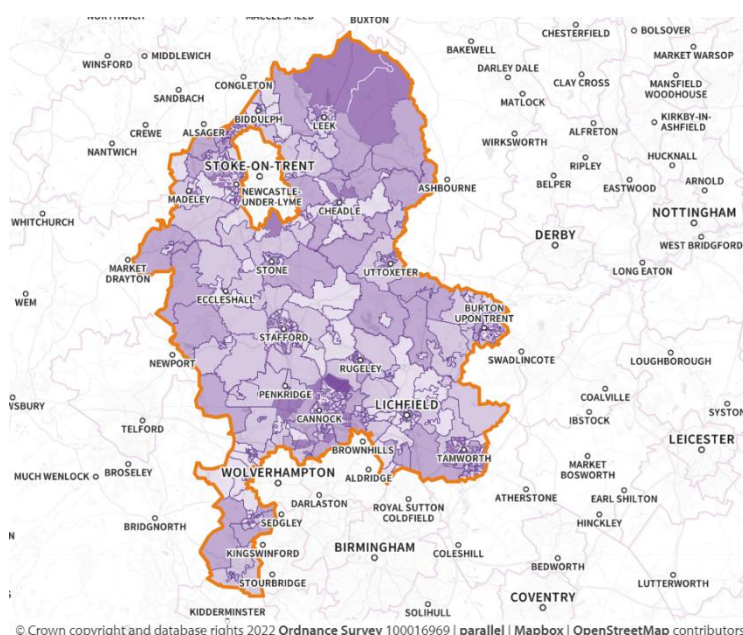 NORTHWICH
MACCLESFIELD
BUXTON
CHESTERFIELD
BOLSOVER
WINSFORD
MIDDLEWICH
BAKEWELL
MARKET WARSOP
DARLEY DALE
CLAY CROSS
MANSFIELD
WOODHOUSE
SANDBACH
CONGLETON
MATLOCK
CREWE
ALSAGER
BIDDULPH
LEEK
ALFRETON
KIRKBY-IN-
ASHFIELD
NANTWICH
WIRKSWORTH
STOKE-ON-TRENT
RIPLEY
HUCKNALL
MADELEY
NEWCASTLE-
UNDER-LYME
ASHBOURNE
BELPER
EASTWOOD
ARNOLD
WHITCHURCH
CHEADLE
NOTTINGHAM
DERBY
WEST BRIDGFORD
MARKET
DRAYTON
STONE
UTTOXETER
LONG EATON
WEM
ECCLESHALL
BURTON
UPON TRENT
STAFFORD
NEWPORT
RUGELEY
SWADLINCOTE
LOUGHBOROUGH
WSBURY
PENKRIDGE
LICHFIELD
COALVILLE
CANNOCK
IBSTOCK
SYSTON
TELFORD
BROWNHILLS
TAMWORTH
LEICESTER
MUCH WENLOCK
BROSELEY
WOLVERHAMPTON
ALDRIDGE
MARKET
BOSWORTH
DARLASTON
ROYAL SUTTON
COLDFIELD
ATHERSTONE
EARL SHILTON
BRIDGNORTH
SEDGLEY
HINCKLEY
KINGSWINFORD
BIRMINGHAM
COLESHILL
STOURBRIDGE
BEDWORTH
LUTTERWORTH
COVENTRY
KIDDERMINSTER
SOLIHULL
© Crown copyright and database rights 2022 Ordnance Survey 100016969 | parallel | Mapbox | OpenStreetMap contributors